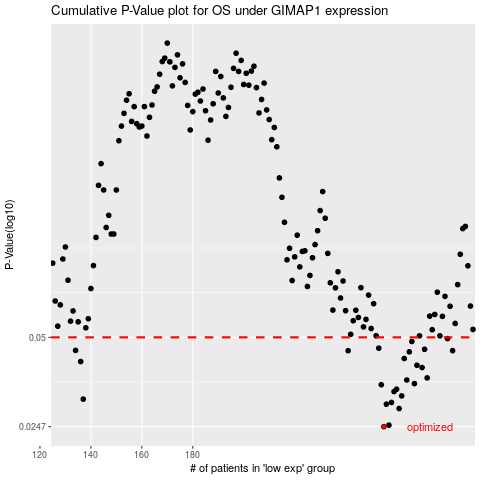 Cumulative P-Value plot for OS under GIMAP1 expression
P-Value(log10)
0.05
0.0247
optimized
120 140 160 180
# of patients in 'low exp' group